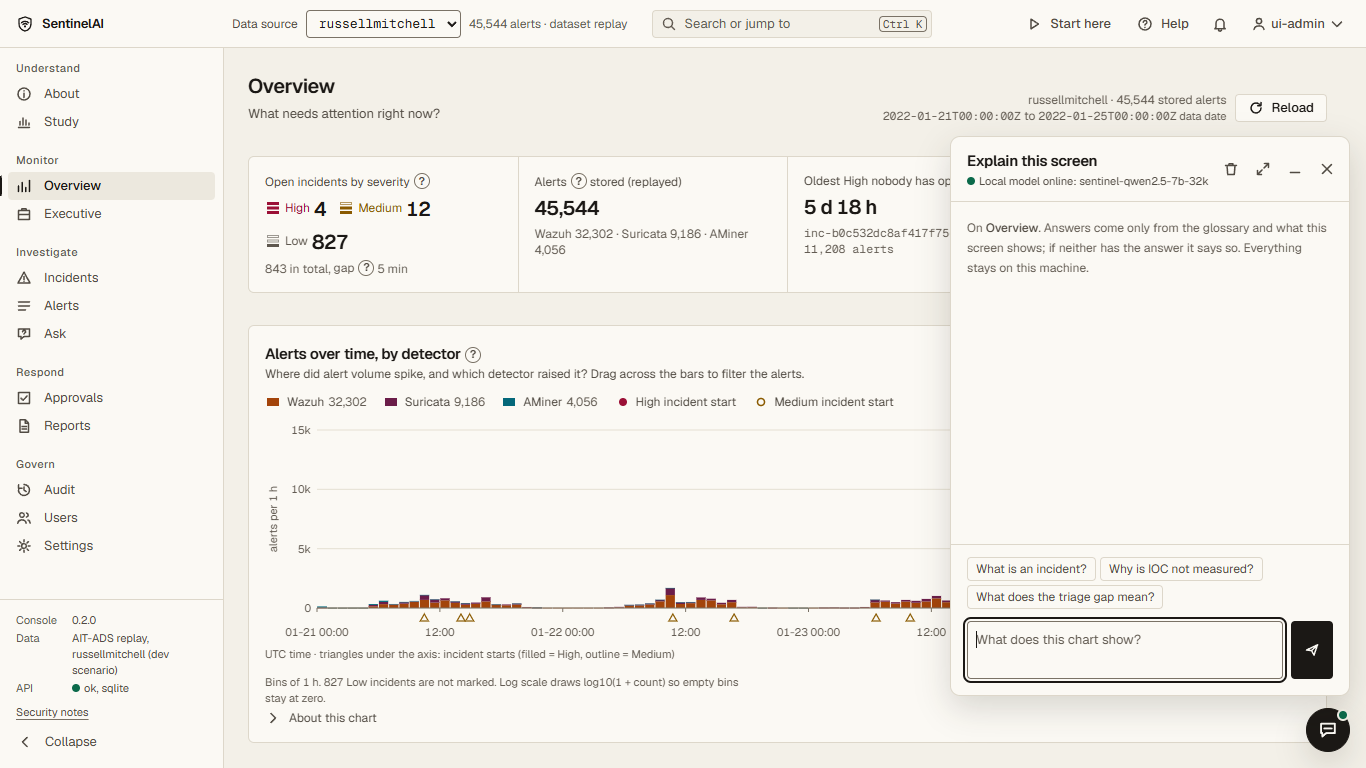 SentinelAI
Data source
russellmitchell
45,544 alerts · dataset replay
Search or jump to
Ctrl K
Start here
Help
ui-admin
Understand
About
Study
Monitor
Overview
Executive
Investigate
Incidents
Alerts
Ask
Respond
Approvals
Reports
Govern
Audit
Users
Settings
Console 0.2.0
Data AIT-ADS replay,
russellmitchell (dev
scenario)
API ok, sqlite
Security notes
Collapse
Overview
What needs attention right now?
russellmitchell · 45,544 stored alerts
2022-01-21T00:00:00Z to 2022-01-25T00:00:00Z data date
Reload
Open incidents by severity ?
High 4 Medium 12
Low 827
843 in total, gap ? 5 min
Alerts ? stored (replayed)
45,544
Wazuh 32,302 · Suricata 9,186 · AMiner
4,056
Oldest High nobody has op
5 d 18 h
inc-b0c532dc8af417f75
11,208 alerts
Alerts over time, by detector ?
Where did alert volume spike, and which detector raised it? Drag across the bars to filter the alerts.
Wazuh 32,302 Suricata 9,186 AMiner 4,056 High incident start Medium incident start
alerts per 1 h
15k
10k
5k
0
01-21 00:00 12:00 01-22 00:00 12:00 01-23 00:00 12:00
UTC time · triangles under the axis: incident starts (filled = High, outline = Medium)
Bins of 1 h. 827 Low incidents are not marked. Log scale draws log10(1 + count) so empty bins
stay at zero.
About this chart
Explain this screen
Local model online: sentinel-qwen2.5-7b-32k
On Overview. Answers come only from the glossary and what this
screen shows; if neither has the answer it says so. Everything
stays on this machine.
What is an incident?
Why is IOC not measured?
What does the triage gap mean?
What does this chart show?